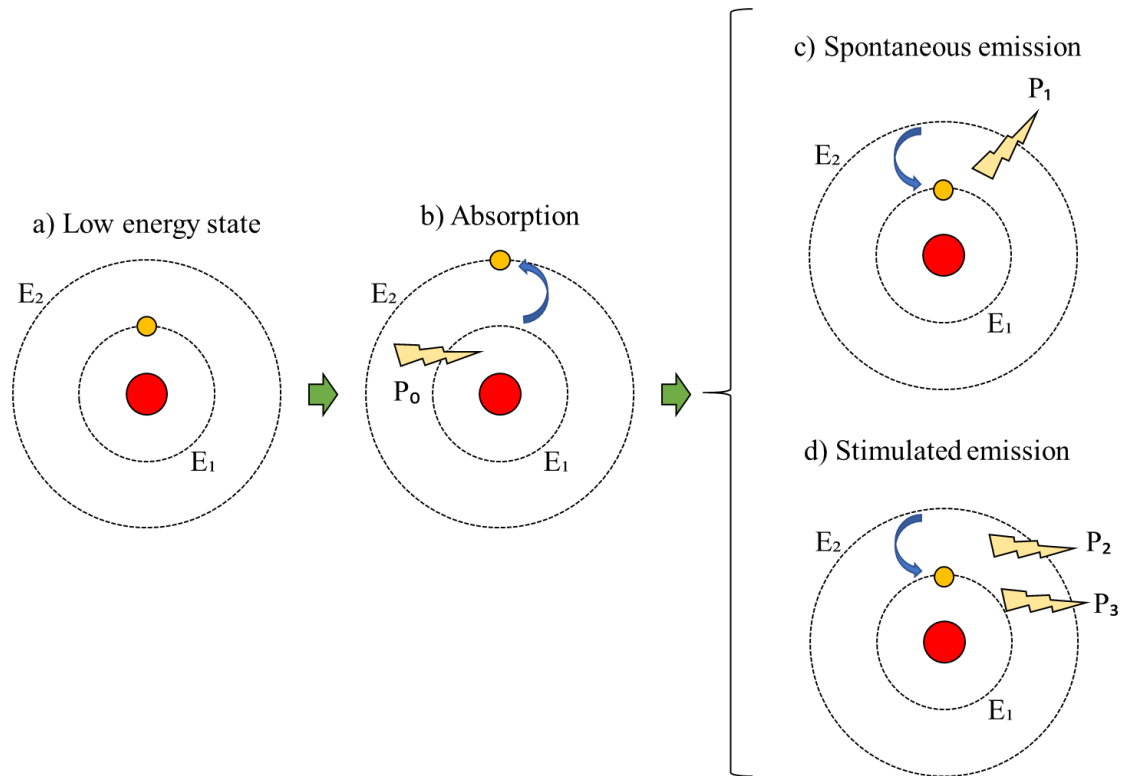 a) Low energy state
E₂
E₁
b) Absorption
E₂
P₀
E₁
c) Spontaneous emission
P₁
E₂
E₁
d) Stimulated emission
E₂
P₂
P₃
E₁